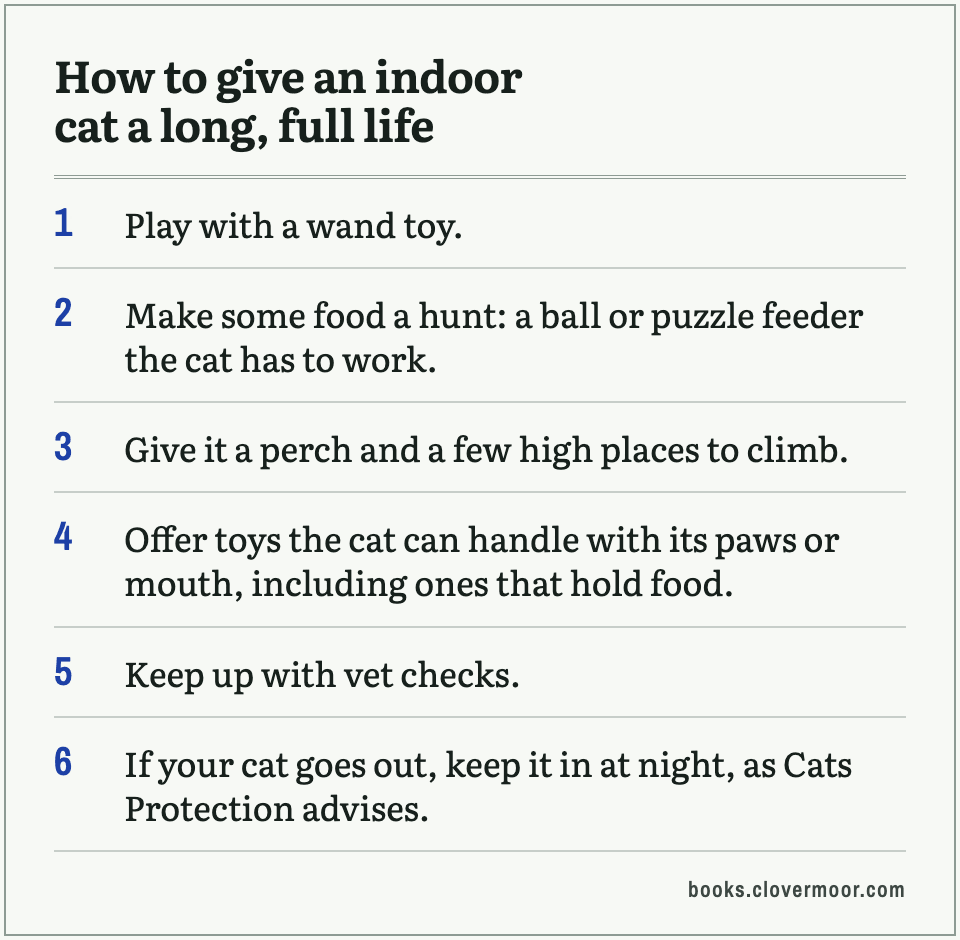 How to give an indoor
cat a long, full life
1 Play with a wand toy.
2 Make some food a hunt: a ball or puzzle feeder
the cat has to work.
3 Give it a perch and a few high places to climb.
4 Offer toys the cat can handle with its paws or
mouth, including ones that hold food.
5 Keep up with vet checks.
6 If your cat goes out, keep it in at night, as Cats
Protection advises.
books.clovermoor.com